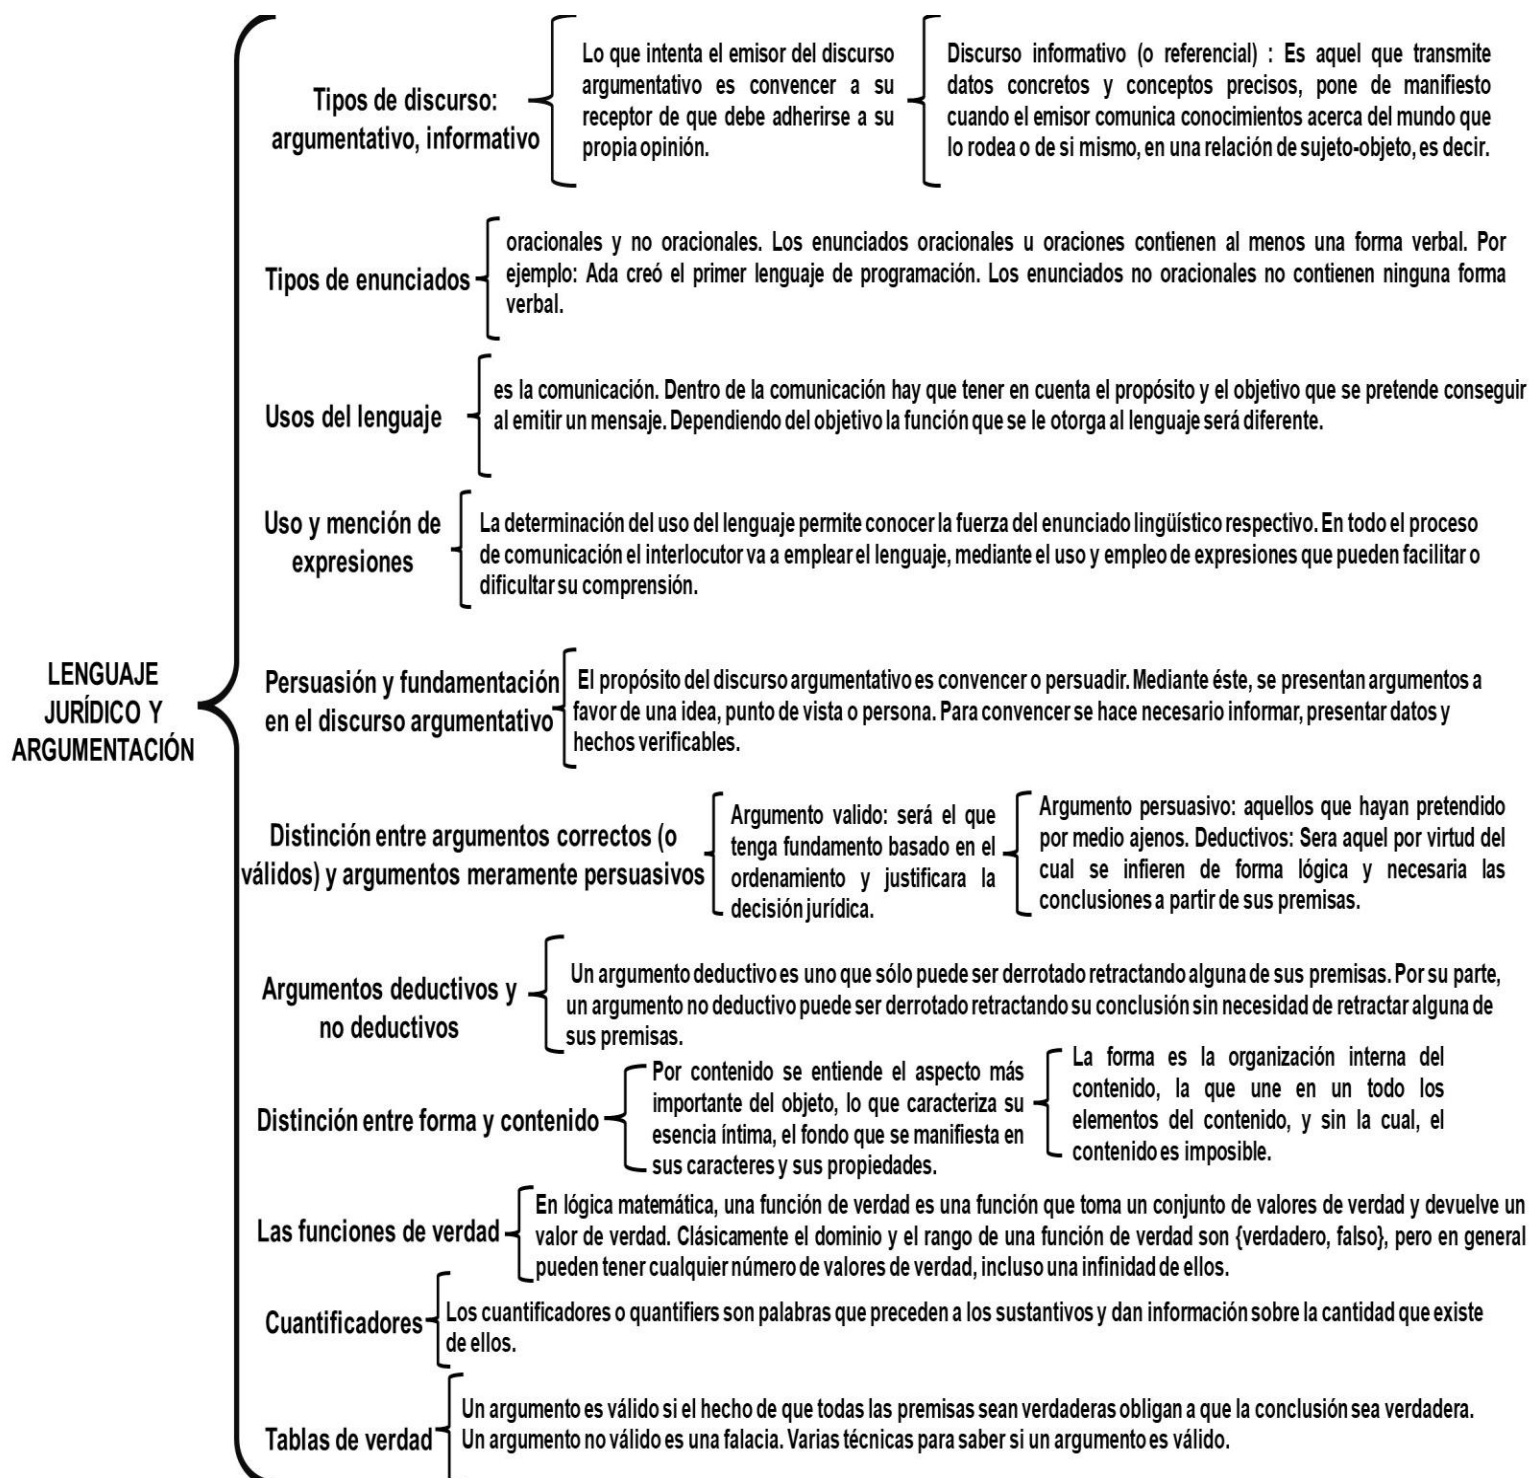 LENGUAJE
JURÍDICO Y
ARGUMENTACIÓN
Tipos de discurso:
argumentativo, informativo
Lo que intenta el emisor del discurso
argumentativo es convencer a su
receptor de que debe adherirse a su
propia opinión.
Discurso informativo (o referencial) : Es aquel que transmite
datos concretos y conceptos precisos, pone de manifiesto
cuando el emisor comunica conocimientos acerca del mundo que
lo rodea o de si mismo, en una relación de sujeto-objeto, es decir.
Tipos de enunciados
oracionales y no oracionales. Los enunciados oracionales u oraciones contienen al menos una forma verbal. Por
ejemplo: Ada creó el primer lenguaje de programación. Los enunciados no oracionales no contienen ninguna forma
verbal.
Usos del lenguaje
es la comunicación. Dentro de la comunicación hay que tener en cuenta el propósito y el objetivo que se pretende conseguir
al emitir un mensaje. Dependiendo del objetivo la función que se le otorga al lenguaje será diferente.
Uso y mención de
expresiones
La determinación del uso del lenguaje permite conocer la fuerza del enunciado lingüístico respectivo. En todo el proceso
de comunicación el interlocutor va a emplear el lenguaje, mediante el uso y empleo de expresiones que pueden facilitar o
dificultar su comprensión.
Persuasión y fundamentación
en el discurso argumentativo
El propósito del discurso argumentativo es convencer o persuadir. Mediante éste, se presentan argumentos a
favor de una idea, punto de vista o persona. Para convencer se hace necesario informar, presentar datos y
hechos verificables.
Distinción entre argumentos correctos (o
válidos) y argumentos meramente persuasivos
Argumento valido: será el que
tenga fundamento basado en el
ordenamiento y justificara la
decisión jurídica.
Argumento persuasivo: aquellos que hayan pretendido
por medio ajenos. Deductivos: Sera aquel por virtud del
cual se infieren de forma lógica y necesaria las
conclusiones a partir de sus premisas.
Argumentos deductivos y
no deductivos
Un argumento deductivo es uno que sólo puede ser derrotado retractando alguna de sus premisas. Por su parte,
un argumento no deductivo puede ser derrotado retractando su conclusión sin necesidad de retractar alguna de
sus premisas.
Distinción entre forma y contenido
Por contenido se entiende el aspecto más
importante del objeto, lo que caracteriza su
esencia íntima, el fondo que se manifiesta en
sus caracteres y sus propiedades.
La forma es la organización interna del
contenido, la que une en un todo los
elementos del contenido, y sin la cual, el
contenido es imposible.
Las funciones de verdad
En lógica matemática, una función de verdad es una función que toma un conjunto de valores de verdad y devuelve un
valor de verdad. Clásicamente el dominio y el rango de una función de verdad son {verdadero, falso}, pero en general
pueden tener cualquier número de valores de verdad, incluso una infinidad de ellos.
Cuantificadores
Los cuantificadores o quantifiers son palabras que preceden a los sustantivos y dan información sobre la cantidad que existe
de ellos.
Tablas de verdad
Un argumento es válido si el hecho de que todas las premisas sean verdaderas obligan a que la conclusión sea verdadera.
Un argumento no válido es una falacia. Varias técnicas para saber si un argumento es válido.